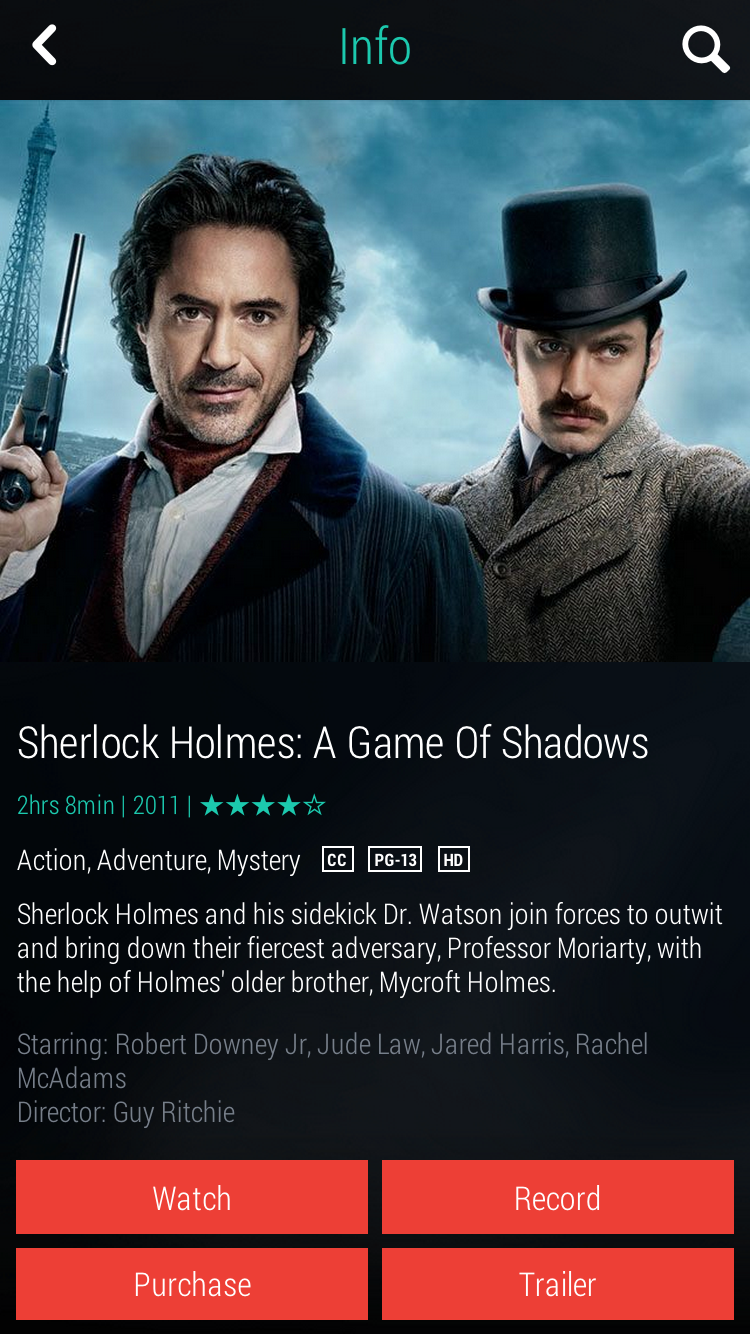 Info
Sherlock Holmes: A Game Of Shadows
2hrs 8min | 2011 | ★★★★☆
Action, Adventure, Mystery CC PG-13 HD
Sherlock Holmes and his sidekick Dr. Watson join forces to outwit
and bring down their fiercest adversary, Professor Moriarty, with
the help of Holmes' older brother, Mycroft Holmes.
Starring: Robert Downey Jr, Jude Law, Jared Harris, Rachel
McAdams
Director: Guy Ritchie
Watch Record
Purchase Trailer